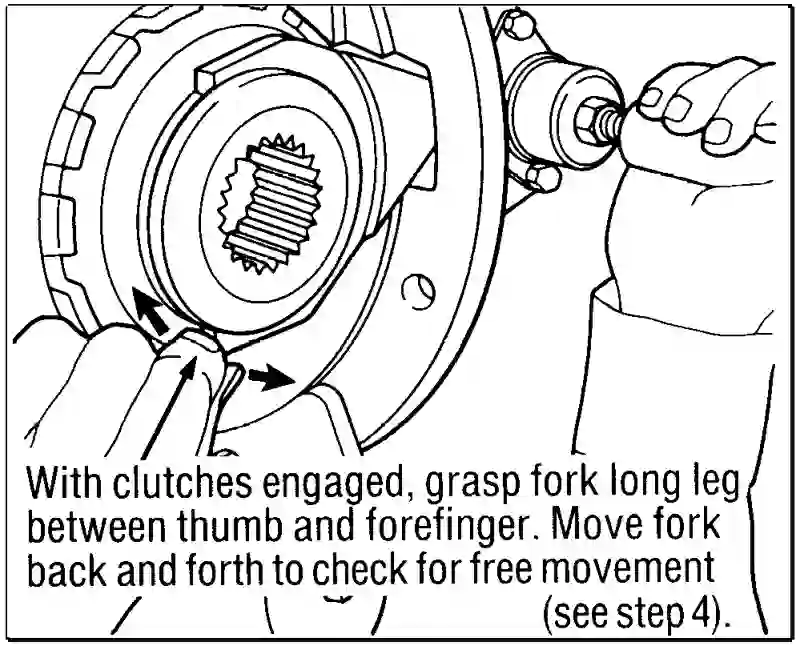 With clutches engaged, grasp fork long leg
between thumb and forefinger. Move fork
back and forth to check for free movement
(see step 4).